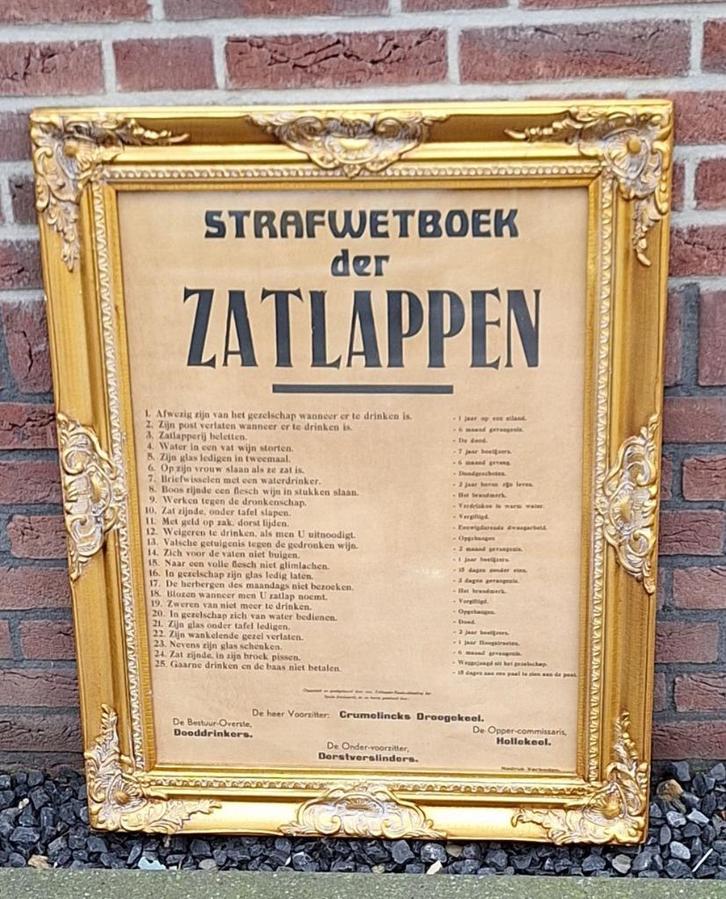 STRAFWETBOEK
der
ZATLAPPEN
1. Afwezig zijn van het gezelschap wanneer er te drinken is. - 1 jaar op een eiland.
2. Zijn post verlaten wanneer er te drinken is. - 6 maand gevangenis.
3. Zatlapperij beletten. - De dood.
4. Water in een vat wijn storten. - 7 jaar boeijzers.
5. Zijn glas ledigen in tweemaal. - 6 maand gevang.
6. Op zijn vrouw slaan als ze zat is. - Doodgeschoten.
7. Briefwisselen met een waterdrinker. - 2 jaar boven zijn leven.
8. Boos zijnde een flesch wijn in stukken slaan. - Het brandmerk.
9. Werken tegen de dronkenschap. - Verdrinken in warm water.
10. Zat zijnde, onder tafel slapen. - Vergiftigd.
11. Met geld op zak, dorst lijden. - Eeuwigdurende dwangarbeid.
12. Weigeren te drinken, als men U uitnoodigt. - Opgehangen
13. Valsche getuigenis tegen de gedronken wijn. - 2 maand gevangenis.
14. Zich voor de vaten niet buigen. - 1 jaar boeijzers.
15. Naar een volle flesch niet glimlachen. - 15 dagen zonder eten.
16. In gezelschap zijn glas ledig laten. - 3 dagen gevangenis.
17. De herbergen des maandags niet bezoeken. - Het brandmerk.
18. Blozen wanneer men U zatlap noemt. - Vergiftigd.
19. Zweren van niet meer te drinken. - Opgehangen.
20. In gezelschap zich van water bedienen. - Dood.
21. Zijn glas onder tafel ledigen. - 2 jaar boeijzers.
22. Zijn wankelende gezel verlaten. - 1 jaar Hoogstraeten.
23. Nevens zijn glas schenken. - 6 maand gevangenis.
24. Zat zijnde, in zijn broek pissen. - Weggejaagd uit het gezelschap.
25. Gaarne drinken en de baas niet betalen. - 15 dagen aan een paal te zien aan de poel.
De heer Voorzitter: Crumelincks Droogekeel.
De Bestuur-Overste, De Opper-commissaris,
Dooddrinkers. Hollekeel.
De Onder-voorzitter,
Dorstverslinders.
Nadruk Verboden.